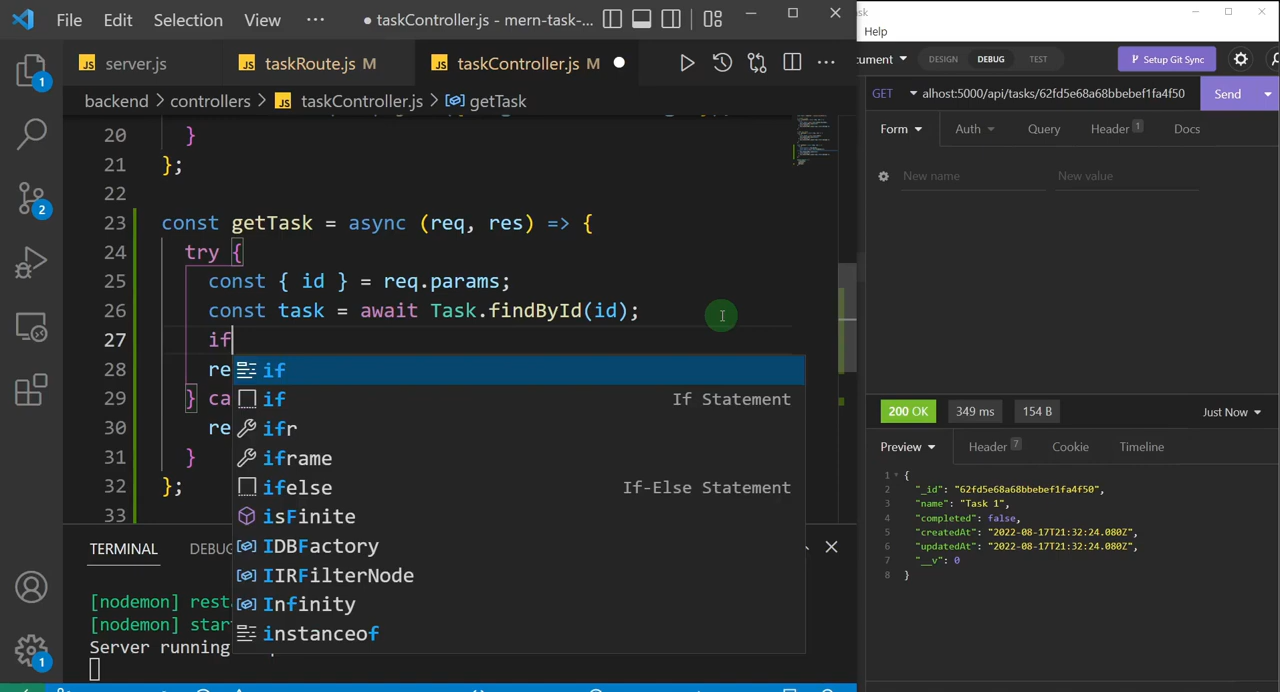 File Edit Selection View ··· ● taskController.js - mern-task-...
server.js taskRoute.js M taskController.js M
backend > controllers > JS taskController.js > getTask
20 }
21 };
22
23 const getTask = async (req, res) => {
24 try {
25 const { id } = req.params;
26 const task = await Task.findById(id);
27 if
28 re
29 } ca
30 re
31 }
32 };
33
if
if If Statement
ifr
iframe
ifelse If-Else Statement
isFinite
IDBFactory
IIRFilterNode
Infinity
instanceof
TERMINAL DEBUG
[nodemon] rest
[nodemon] star
Server running
1
2
1
Help
DESIGN DEBUG TEST Setup Git Sync
GET alhost:5000/api/tasks/62fd5e68a68bbebef1fa4f50 Send
Form Auth Query Header 1 Docs
New name New value
200 OK 349 ms 154 B Just Now
Preview Header 7 Cookie Timeline
1 {
2 "_id": "62fd5e68a68bbebef1fa4f50",
3 "name": "Task 1",
4 "completed": false,
5 "createdAt": "2022-08-17T21:32:24.080Z",
6 "updatedAt": "2022-08-17T21:32:24.080Z",
7 "__v": 0
8 }